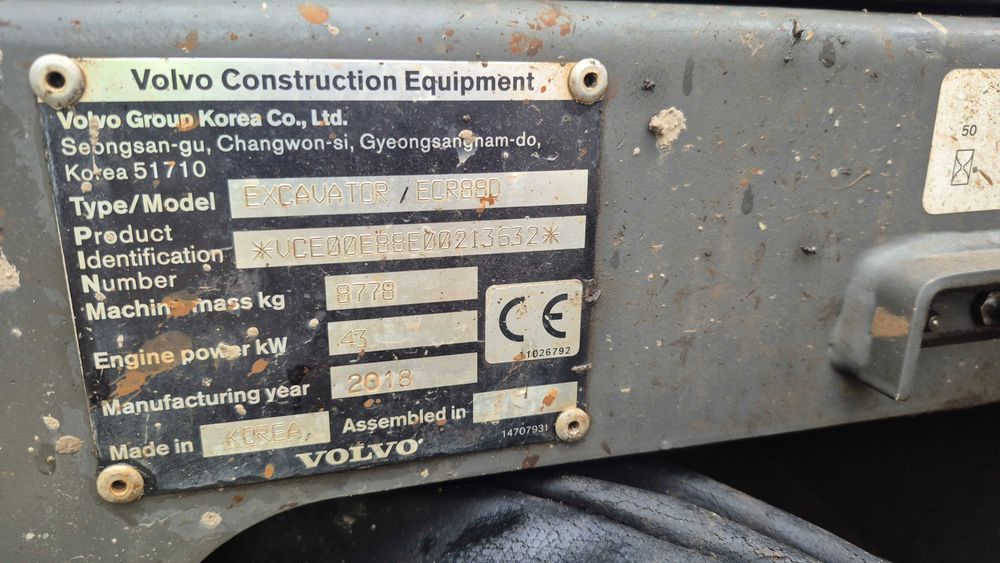 Volvo Construction Equipment
Volvo Group Korea Co., Ltd.
Seongsan-gu, Changwon-si, Gyeongsangnam-do,
Korea 51710
Type/Model EXCAVATOR / ECR88D
Product
Identification *VCE00E88E00213632*
Number
Machine mass kg 8778
Engine power kW 43
Manufacturing year 2018
Made in KOREA Assembled in
CE
11026792
VOLVO 14707931
50